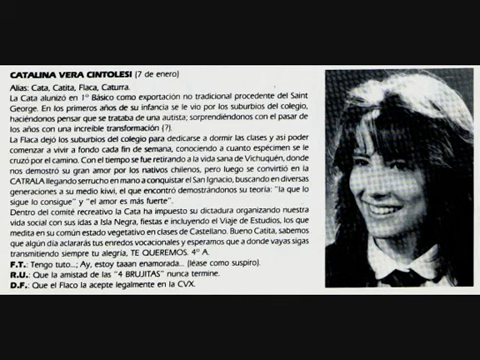 CATALINA VERA CINTOLESI (7 de enero)
Alias: Cata, Catita, Flaca, Caturra.
La Cata alunizó en 1º Básico como exportación no tradicional procedente del Saint
George. En los primeros años de su infancia se le vio por los suburbios del colegio,
haciéndonos pensar que se trataba de una autista; sorprendiéndonos con el pasar de
los años con una increible transformación (?).
La Flaca dejó los suburbios del colegio para dedicarse a dormir las clases y asi poder
comenzar a vivir a fondo cada fin de semana, conociendo a cuanto espécimen se le
cruzó por el camino. Con el tiempo se fue retirando a la vida sana de Vichuquén, donde
nos demostró su gran amor por los nativos chilenos, pero luego se convirtió en la
CATRALA llegando serrucho en mano a conquistar el San Ignacio, buscando en diversas
generaciones a su medio kiwi, el que encontró demostrándonos su teoría: "la que lo
sigue lo consigue" y "el amor es más fuerte".
Dentro del comité recreativo la Cata ha impuesto su dictadura organizando nuestra
vida social con sus idas a Isla Negra, fiestas e incluyendo el Viaje de Estudios, los que
medita en su común estado vegetativo en clases de Castellano. Bueno Catita, sabemos
que algún día aclararás tus enredos vocacionales y esperamos que a donde vayas sigas
transmitiendo siempre tu alegría, TE QUEREMOS. 4º A.
F.T.: Tengo tuto...; Ay, estoy taaan enamorada.. (léase como suspiro).
R.U.: Que la amistad de las "4 BRUJITAS" nunca termine.
D.F.: Que el Flaco la acepte legalmente en la CVX.